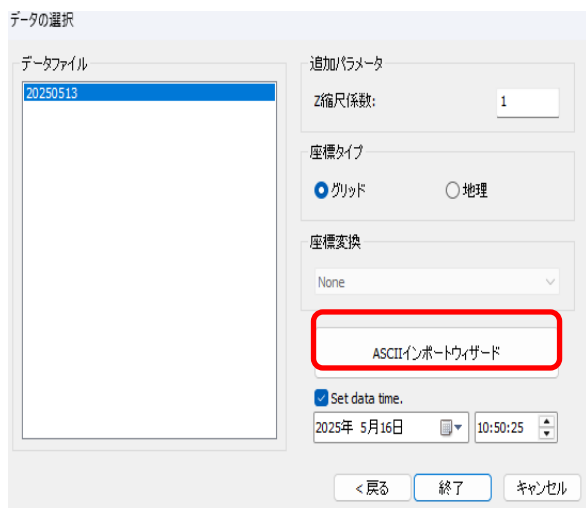 データの選択
データファイル
20250513
追加パラメータ
Z縮尺係数:
1
座標タイプ
グリッド
地理
座標変換
None
ASCIIインポートウィザード
Set data time.
2025年 5月16日
10:50:25
< 戻る
終了
キャンセル